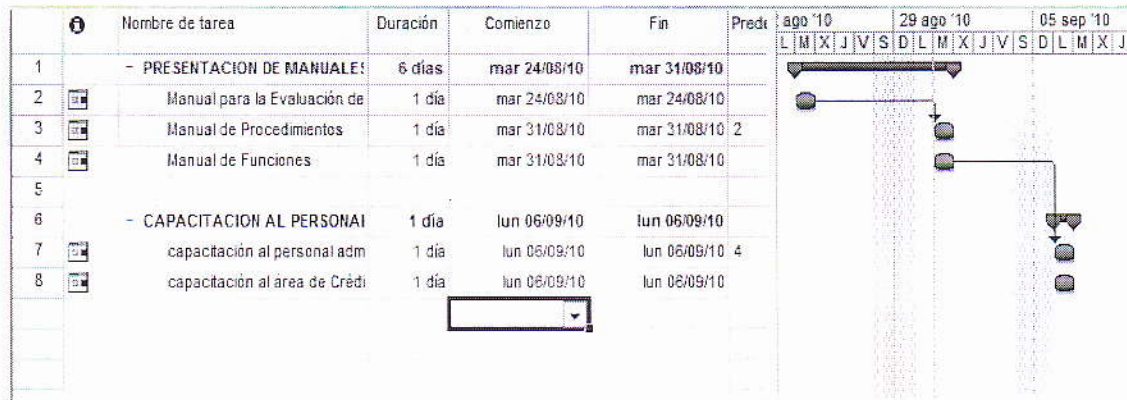 Nombre de tarea Duración Comienzo Fin Prede ago '10 29 ago '10 05 sep '10
L M X J V S D L M X J V S D L M X J
1 - PRESENTACION DE MANUALES 6 días mar 24/08/10 mar 31/08/10
2 Manual para la Evaluación de 1 día mar 24/08/10 mar 24/08/10
3 Manual de Procedimientos 1 día mar 31/08/10 mar 31/08/10 2
4 Manual de Funciones 1 día mar 31/08/10 mar 31/08/10
5
6 - CAPACITACION AL PERSONAL 1 día lun 06/09/10 lun 06/09/10
7 capacitación al personal adm 1 día lun 06/09/10 lun 06/09/10 4
8 capacitación al área de Crédi 1 día lun 06/09/10 lun 06/09/10